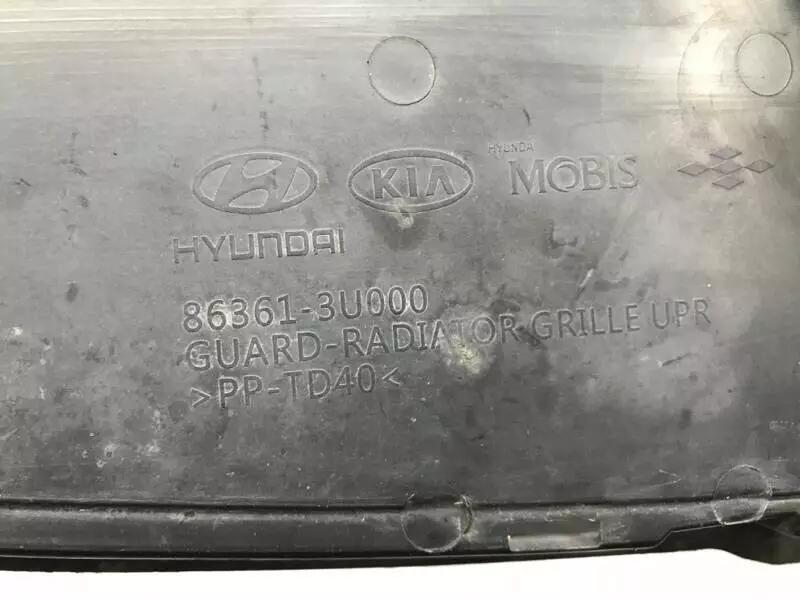 KIA
HYUNDAI
MOBIS
HYUNDAI
86361-3U000
GUARD-RADIATOR GRILLE UPR
>PP-TD40<